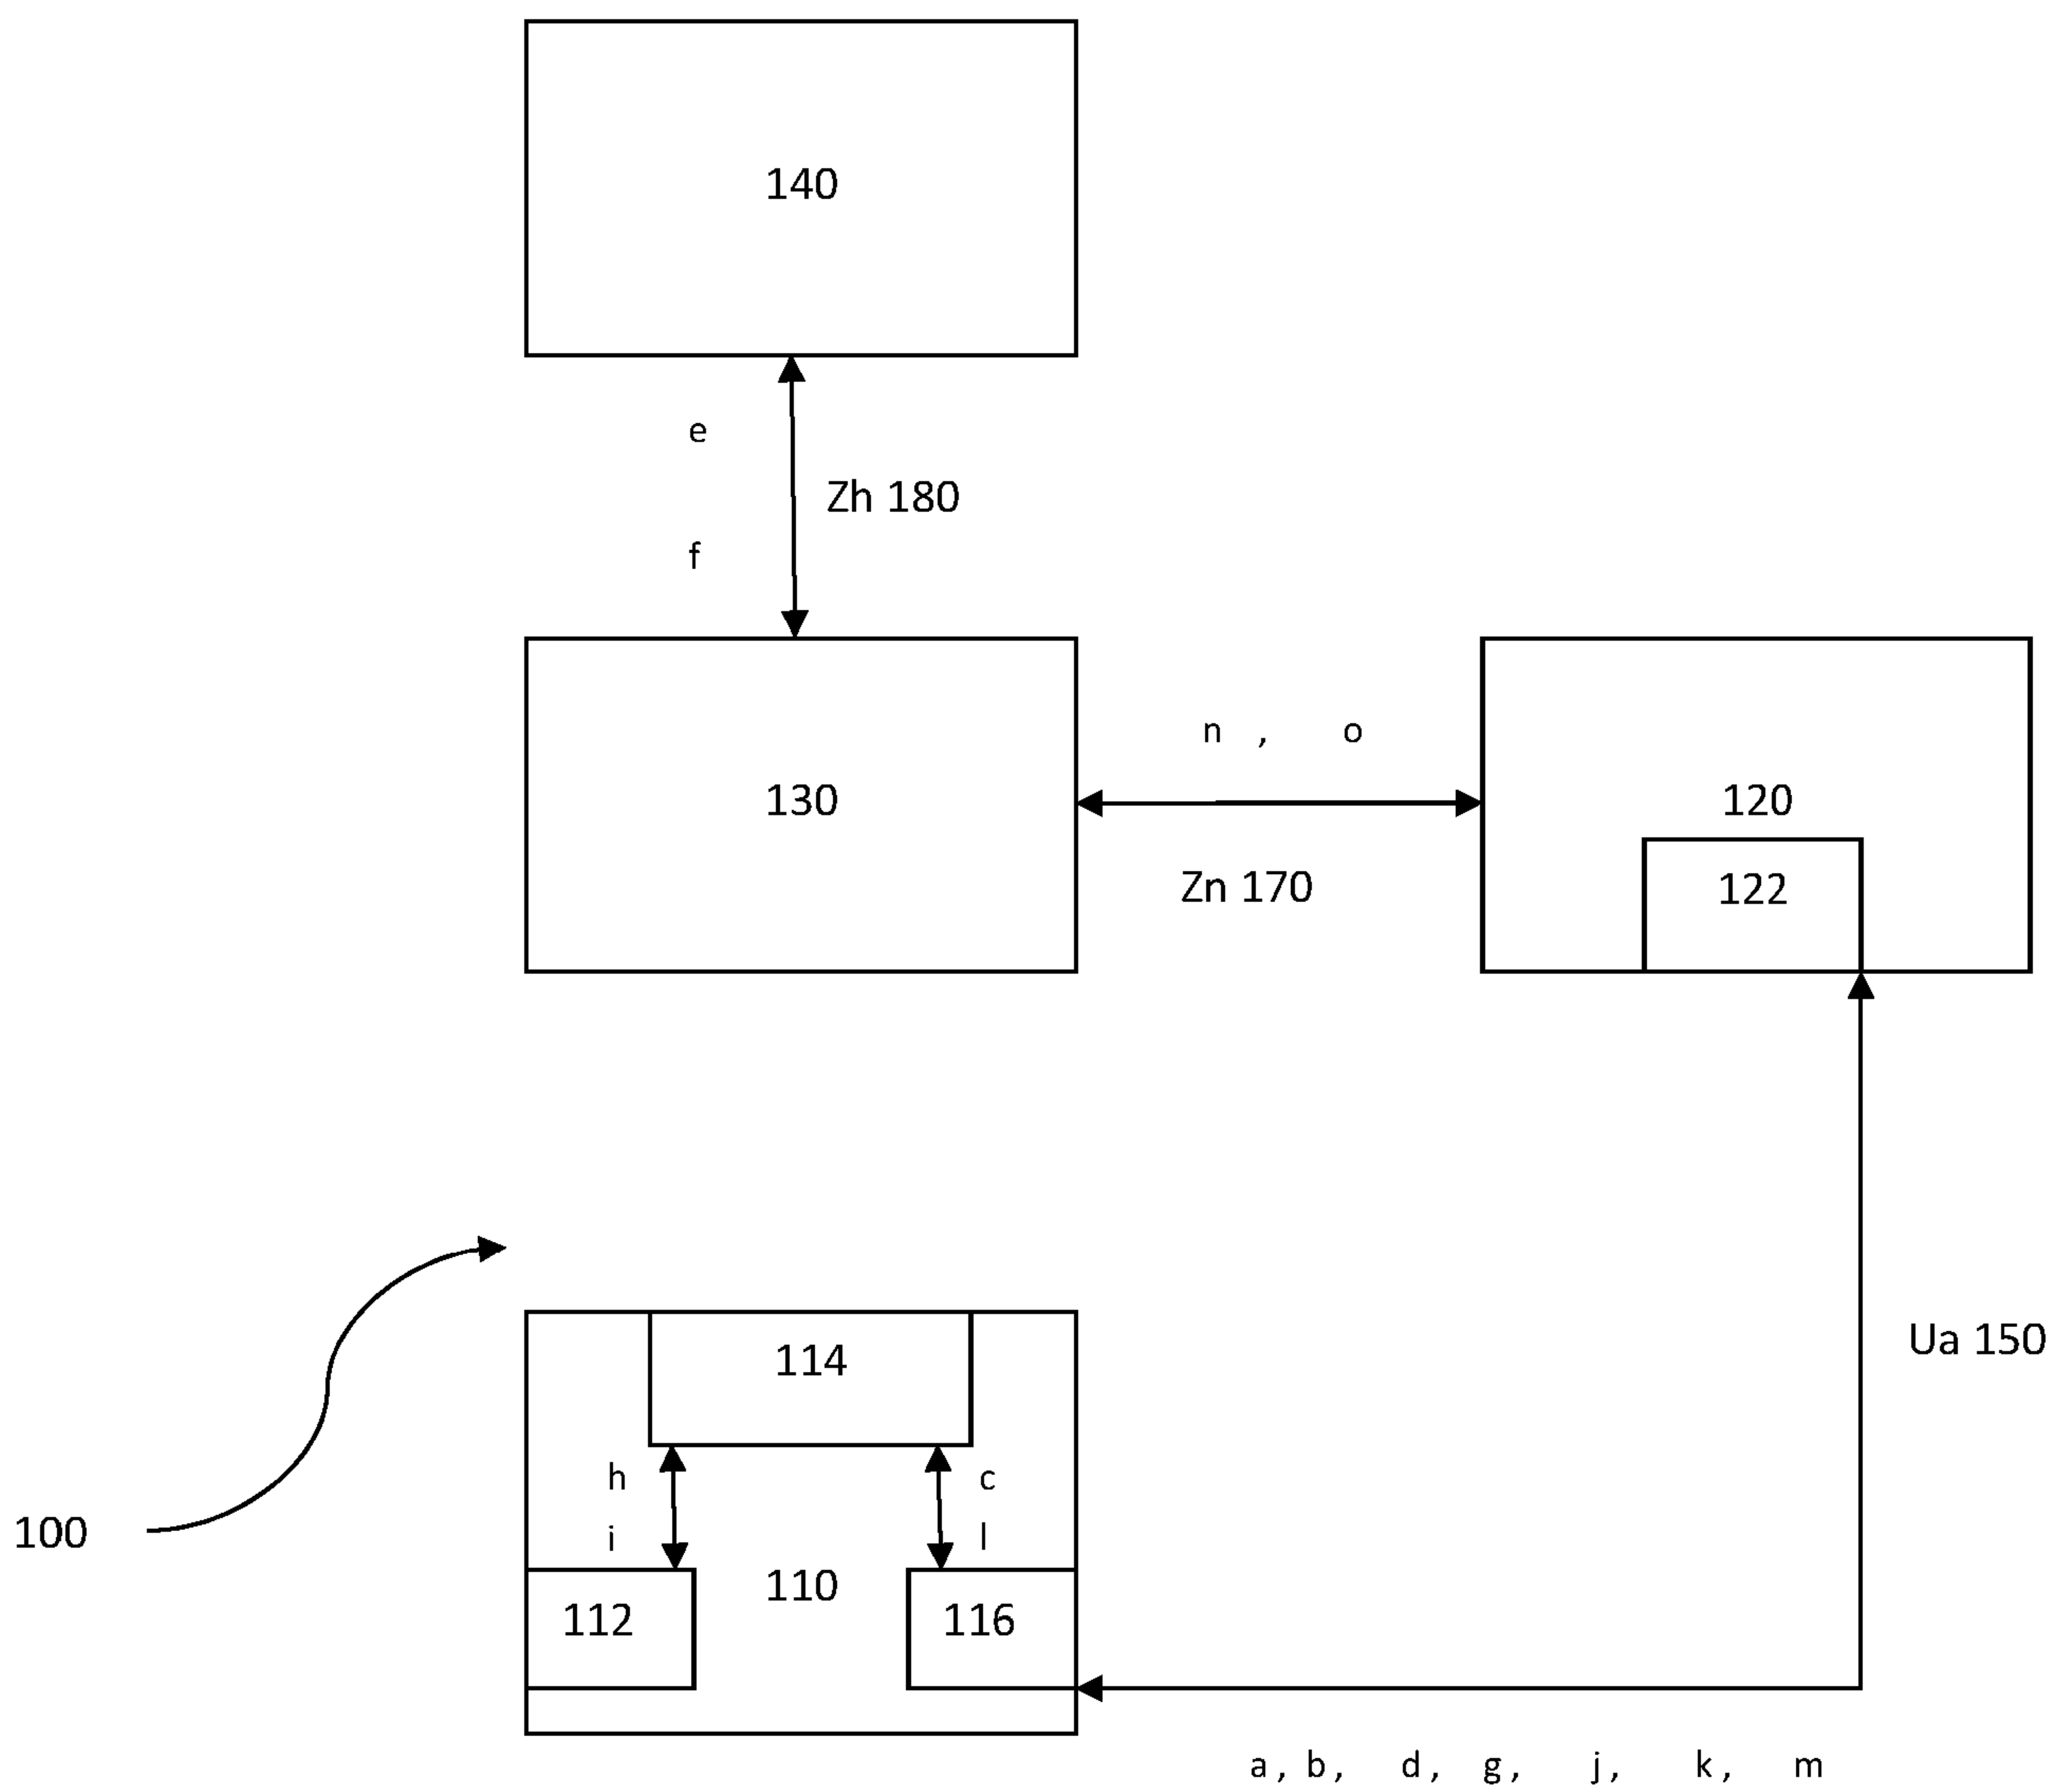 140
e
Zh 180
f
n , o
130
120
Zn 170
122
Ua 150
114
h
c
i
l
100
110
112
116
a, b, d, g, j, k, m